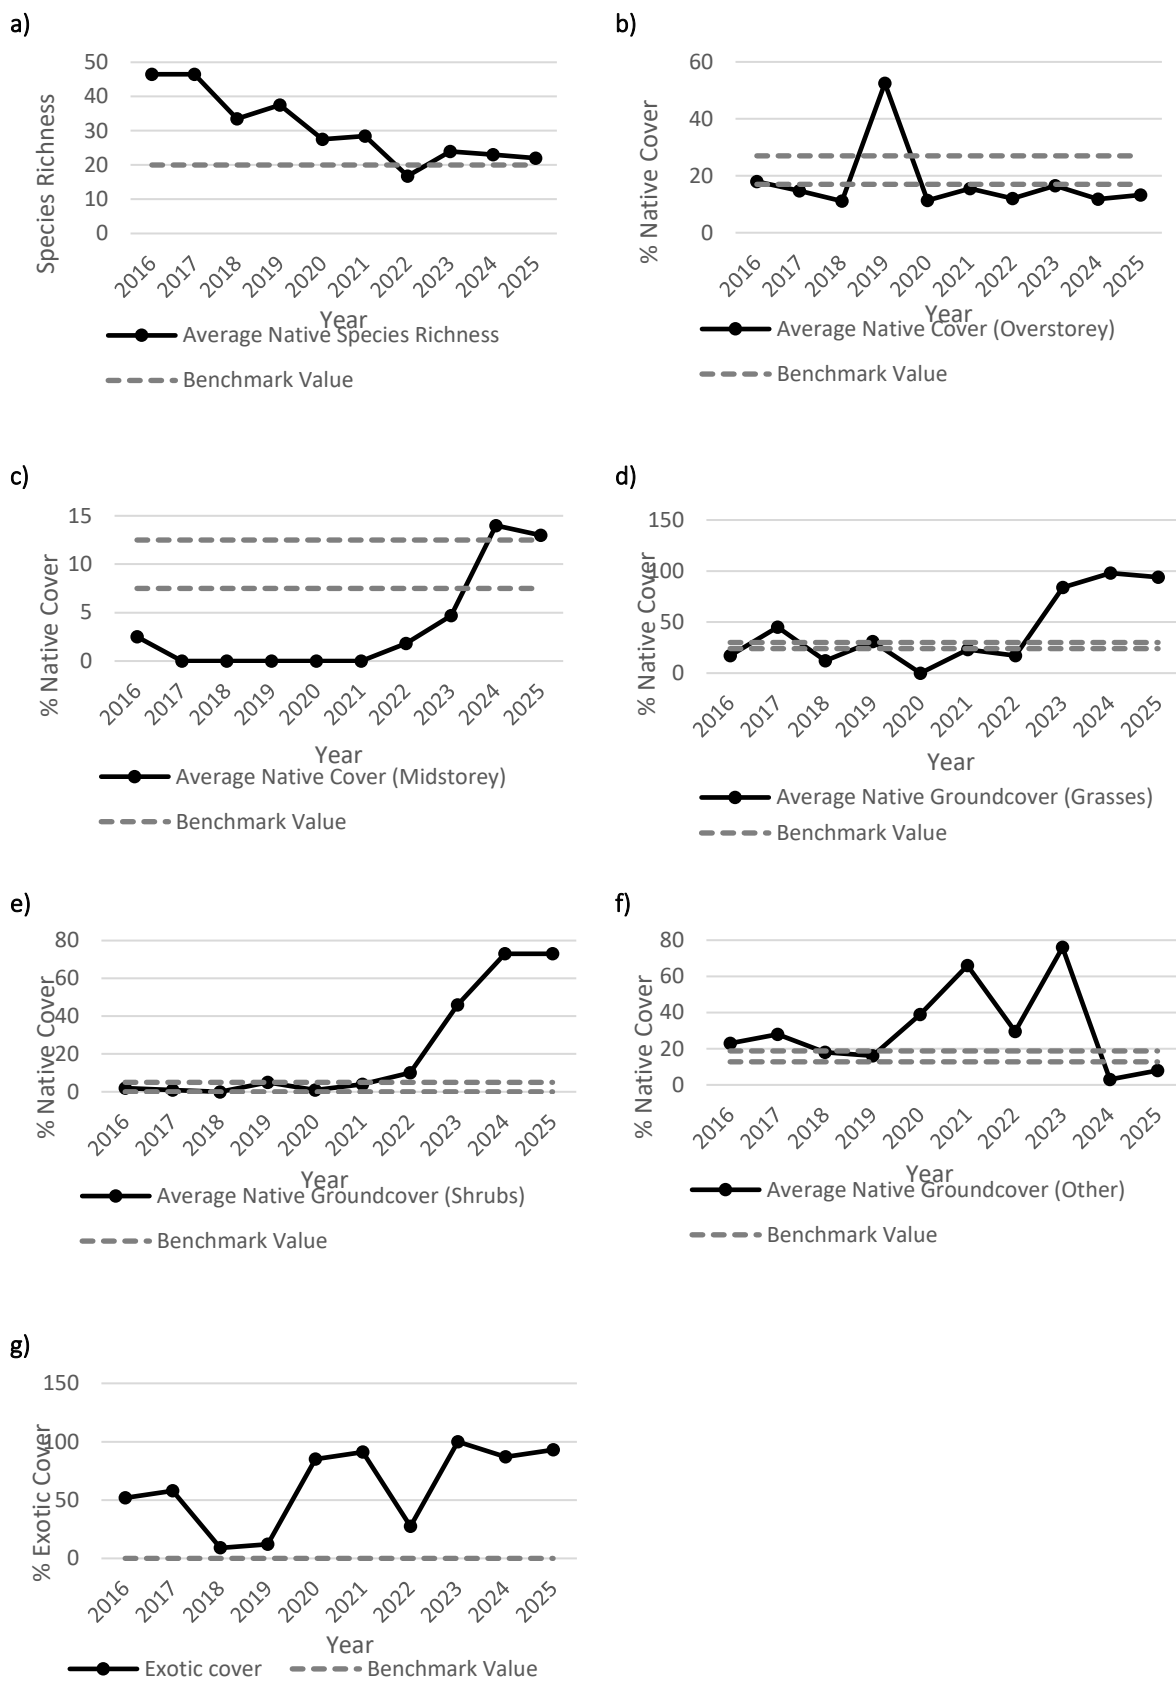 a)
Species Richness
50
40
30
20
10
0
2016 2017 2018 2019 2020 2021 2022 2023 2024 2025
Year
Average Native Species Richness
Benchmark Value
b)
% Native Cover
60
40
20
0
2016 2017 2018 2019 2020 2021 2022 2023 2024 2025
Year
Average Native Cover (Overstorey)
Benchmark Value
c)
% Native Cover
15
10
5
0
2016 2017 2018 2019 2020 2021 2022 2023 2024 2025
Year
Average Native Cover (Midstorey)
Benchmark Value
d)
% Native Cover
150
100
50
0
2016 2017 2018 2019 2020 2021 2022 2023 2024 2025
Year
Average Native Groundcover (Grasses)
Benchmark Value
e)
% Native Cover
80
60
40
20
0
2016 2017 2018 2019 2020 2021 2022 2023 2024 2025
Year
Average Native Groundcover (Shrubs)
Benchmark Value
f)
% Native Cover
80
60
40
20
0
2016 2017 2018 2019 2020 2021 2022 2023 2024 2025
Year
Average Native Groundcover (Other)
Benchmark Value
g)
% Exotic Cover
150
100
50
0
2016 2017 2018 2019 2020 2021 2022 2023 2024 2025
Year
Exotic cover Benchmark Value